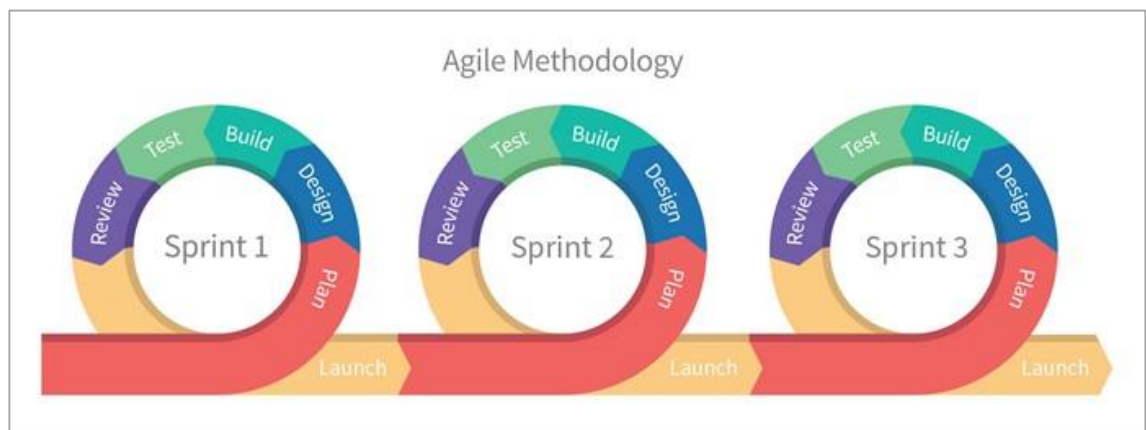 Agile Methodology
Test
Build
Review
Design
Sprint 1
Plan
Launch
Test
Build
Review
Design
Sprint 2
Plan
Launch
Test
Build
Review
Design
Sprint 3
Plan
Launch